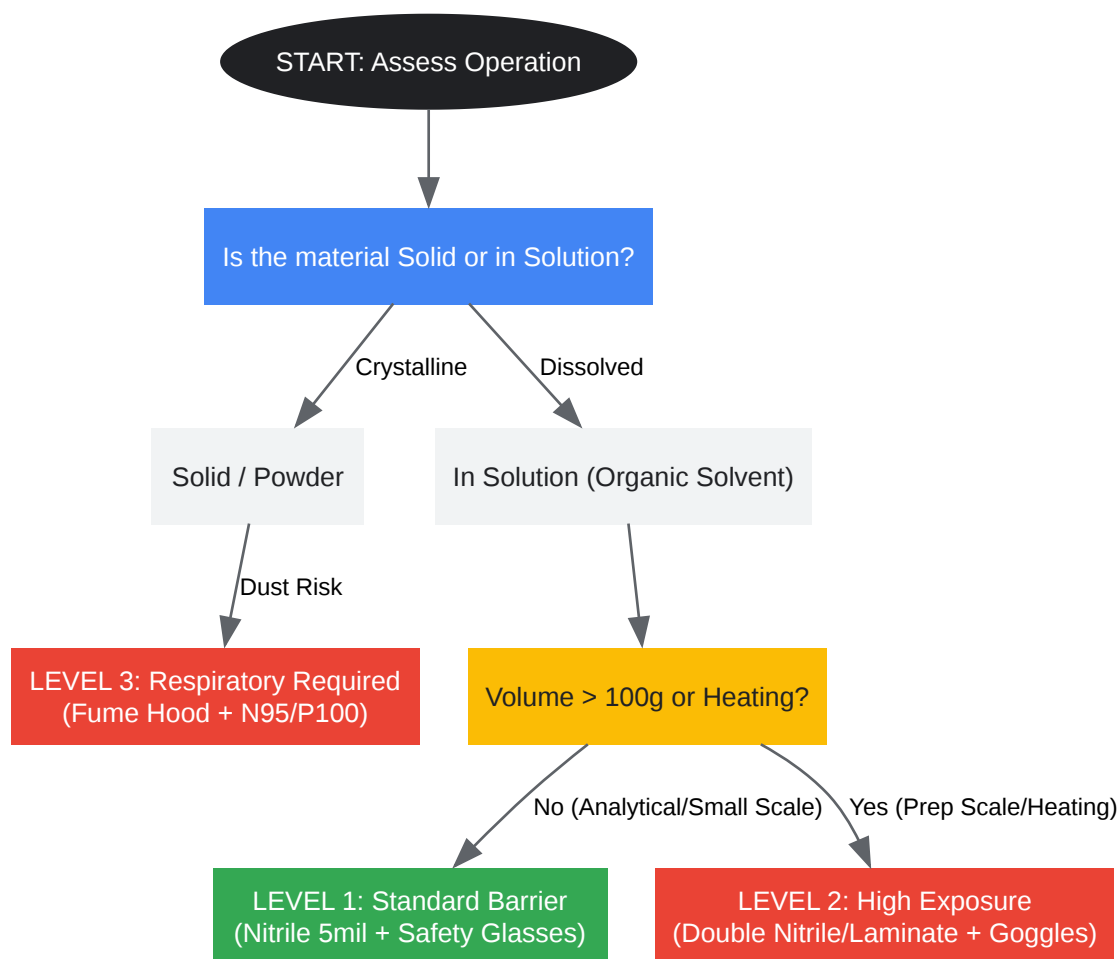 START: Assess Operation
Is the material Solid or in Solution?
Crystalline
Dissolved
Solid / Powder
In Solution (Organic Solvent)
Dust Risk
LEVEL 3: Respiratory Required
(Fume Hood + N95/P100)
Volume > 100g or Heating?
No (Analytical/Small Scale)
Yes (Prep Scale/Heating)
LEVEL 1: Standard Barrier
(Nitrile 5mil + Safety Glasses)
LEVEL 2: High Exposure
(Double Nitrile/Laminate + Goggles)